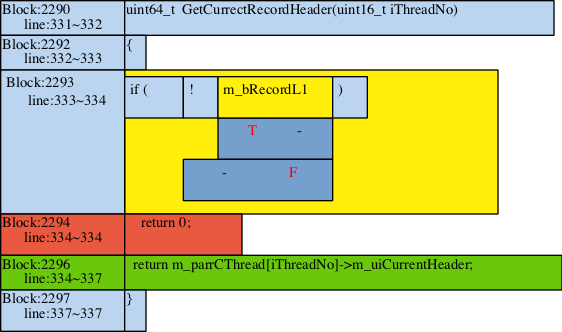 Block:2290 uint64_t GetCurrectRecordHeader(uint16_t iThreadNo)
line:331~332
Block:2292 {
line:332~333
Block:2293
line:333~334
if ( ! m_bRecordL1 )
T -
- F
Block:2294 return 0;
line:334~334
Block:2296 return m_parrCThread[iThreadNo]->m_uiCurrentHeader;
line:334~337
Block:2297 }
line:337~337